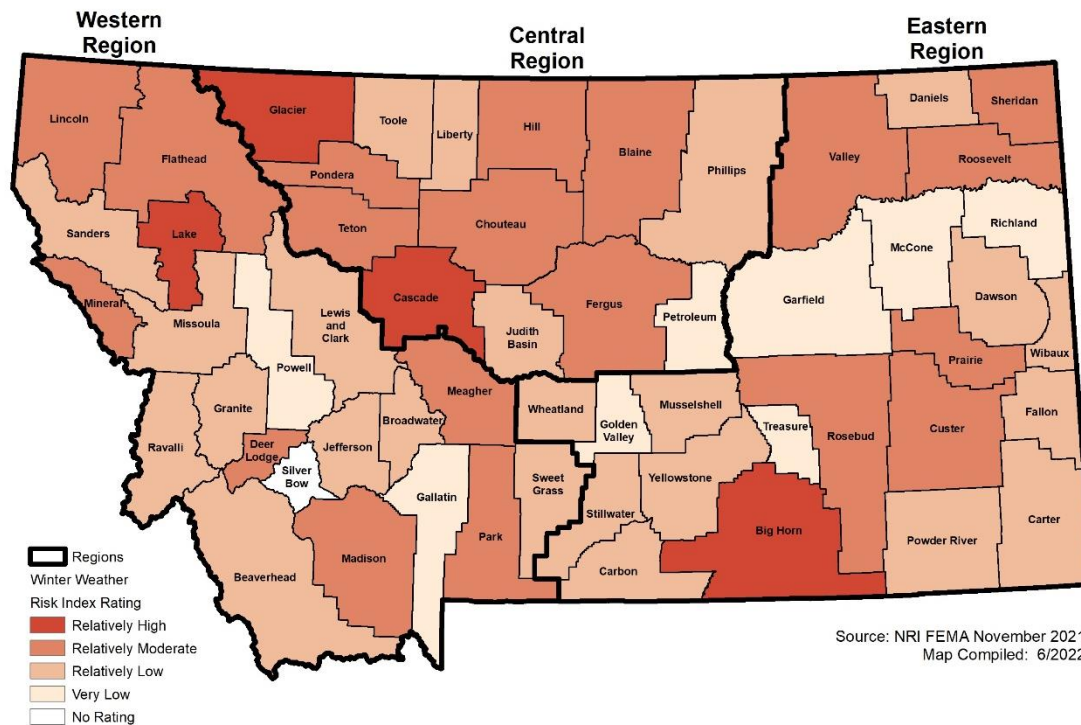 Western
Region
Central
Region
Eastern
Region
Lincoln
Flathead
Glacier
Toole
Liberty
Hill
Blaine
Phillips
Valley
Daniels
Sheridan
Roosevelt
Pondera
Teton
Chouteau
Sanders
Lake
Mineral
Missoula
Powell
Lewis
and
Clark
Cascade
Judith
Basin
Fergus
Petroleum
Garfield
McCone
Richland
Dawson
Wibaux
Prairie
Ravalli
Granite
Deer
Lodge
Silver
Bow
Jefferson
Broadwater
Meagher
Wheatland
Golden
Valley
Musselshell
Treasure
Rosebud
Custer
Fallon
Beaverhead
Madison
Gallatin
Park
Sweet
Grass
Stillwater
Yellowstone
Carbon
Big Horn
Powder River
Carter
Regions
Winter Weather
Risk Index Rating
Relatively High
Relatively Moderate
Relatively Low
Very Low
No Rating
Source: NRI FEMA November 2021
Map Compiled: 6/2022